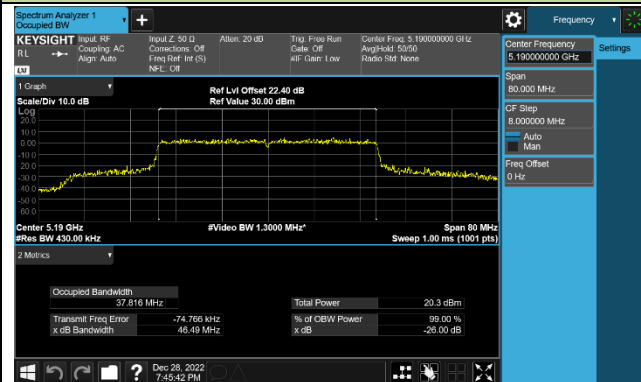 Spectrum Analyzer 1
Occupied BW
Frequency
KEYSIGHT
RL
LXI
Input: RF
Coupling: AC
Align: Auto
Input Z: 50 Ω
Corrections: Off
Freq Ref: Int (S)
NFE: Off
Atten: 20 dB
Trig: Free Run
Gate: Off
#IF Gain: Low
Center Freq: 5.190000000 GHz
Avg|Hold: 50/50
Radio Std: None
Center Frequency
5.190000000 GHz
Settings
Span
80.000 MHz
CF Step
8.000000 MHz
Auto
Man
Freq Offset
0 Hz
1 Graph
Scale/Div 10.0 dB
Ref Lvl Offset 22.40 dB
Ref Value 30.00 dBm
Log
20.0
10.0
0.00
-10.0
-20.0
-30.0
-40.0
-50.0
-60.0
Center 5.19 GHz
#Res BW 430.00 kHz
#Video BW 1.3000 MHz*
Span 80 MHz
Sweep 1.00 ms (1001 pts)
2 Metrics
Occupied Bandwidth
37.816 MHz
Total Power 20.3 dBm
Transmit Freq Error -74.766 kHz
% of OBW Power 99.00 %
x dB Bandwidth 46.49 MHz
x dB -26.00 dB
?
Dec 28, 2022
7:45:42 PM